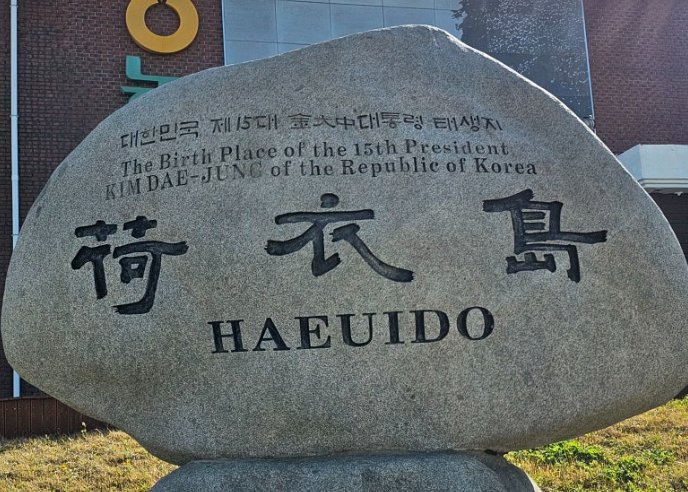 대한민국 제15대 金大中대통령 태생지
The Birth Place of the 15th President
KIM DAE-JUNG of the Republic of Korea
荷衣島
HAEUIDO